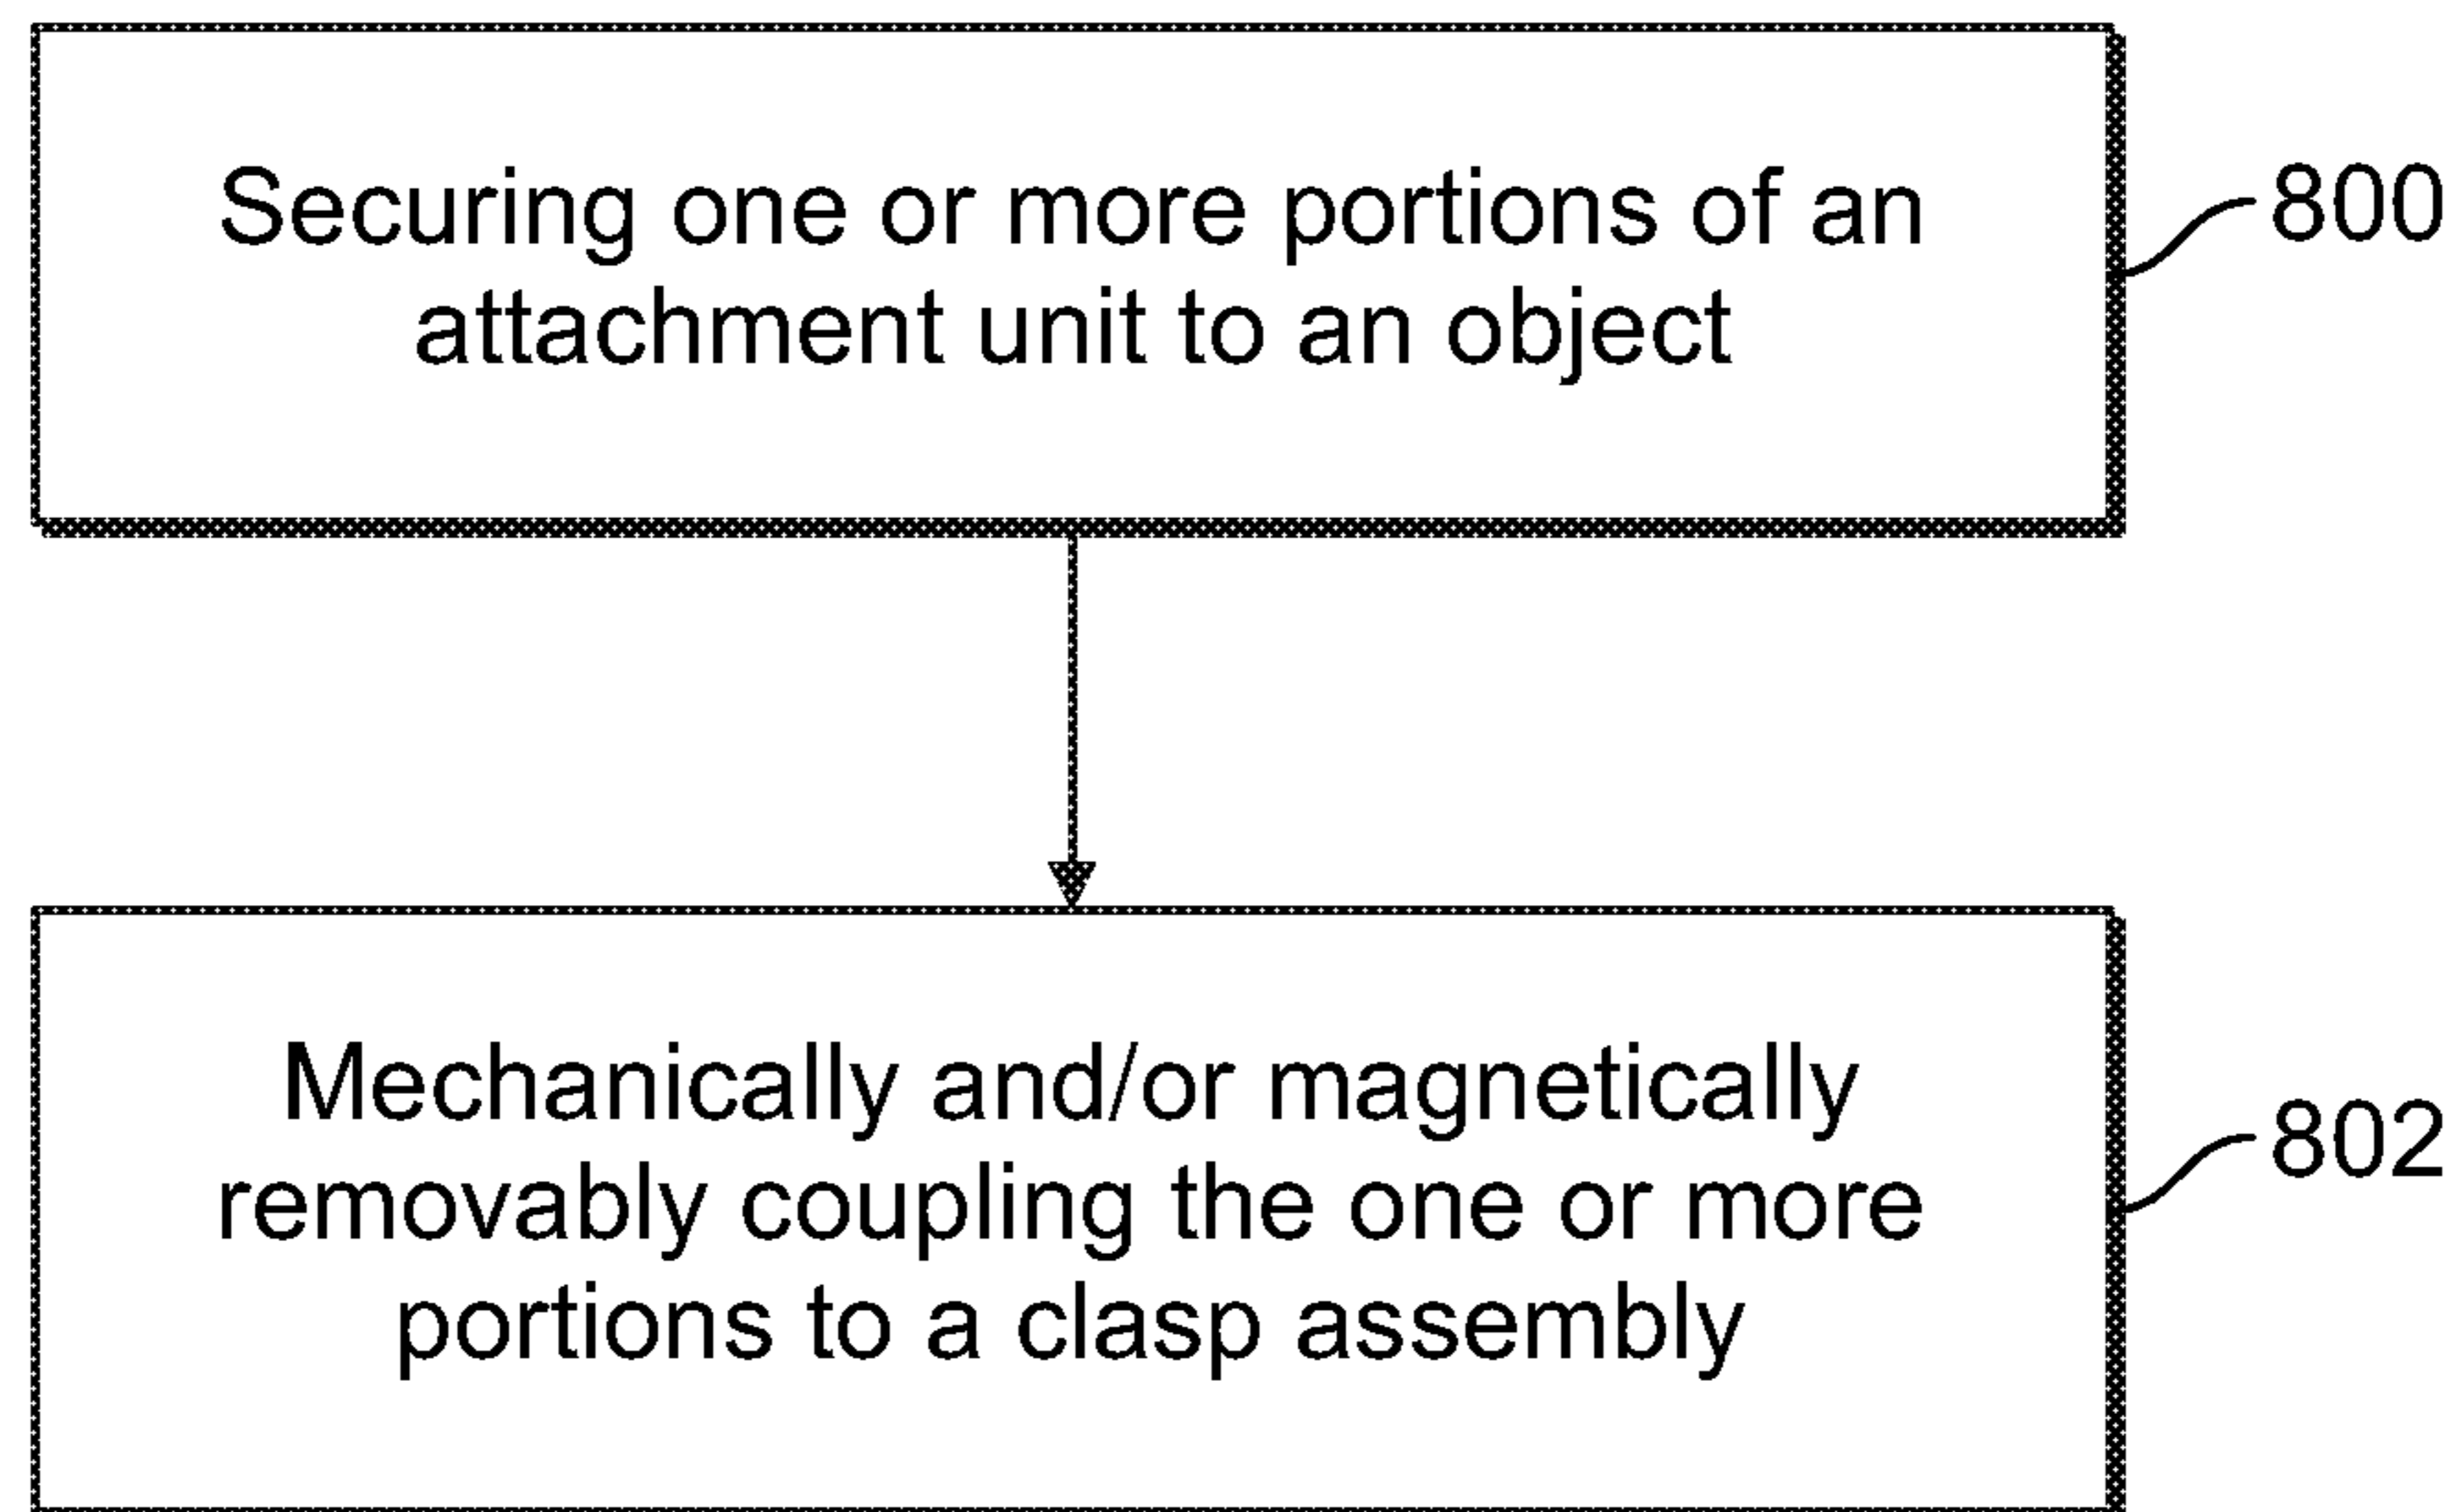 Securing one or more portions of an
attachment unit to an object
800
Mechanically and/or magnetically
removably coupling the one or more
portions to a clasp assembly
802